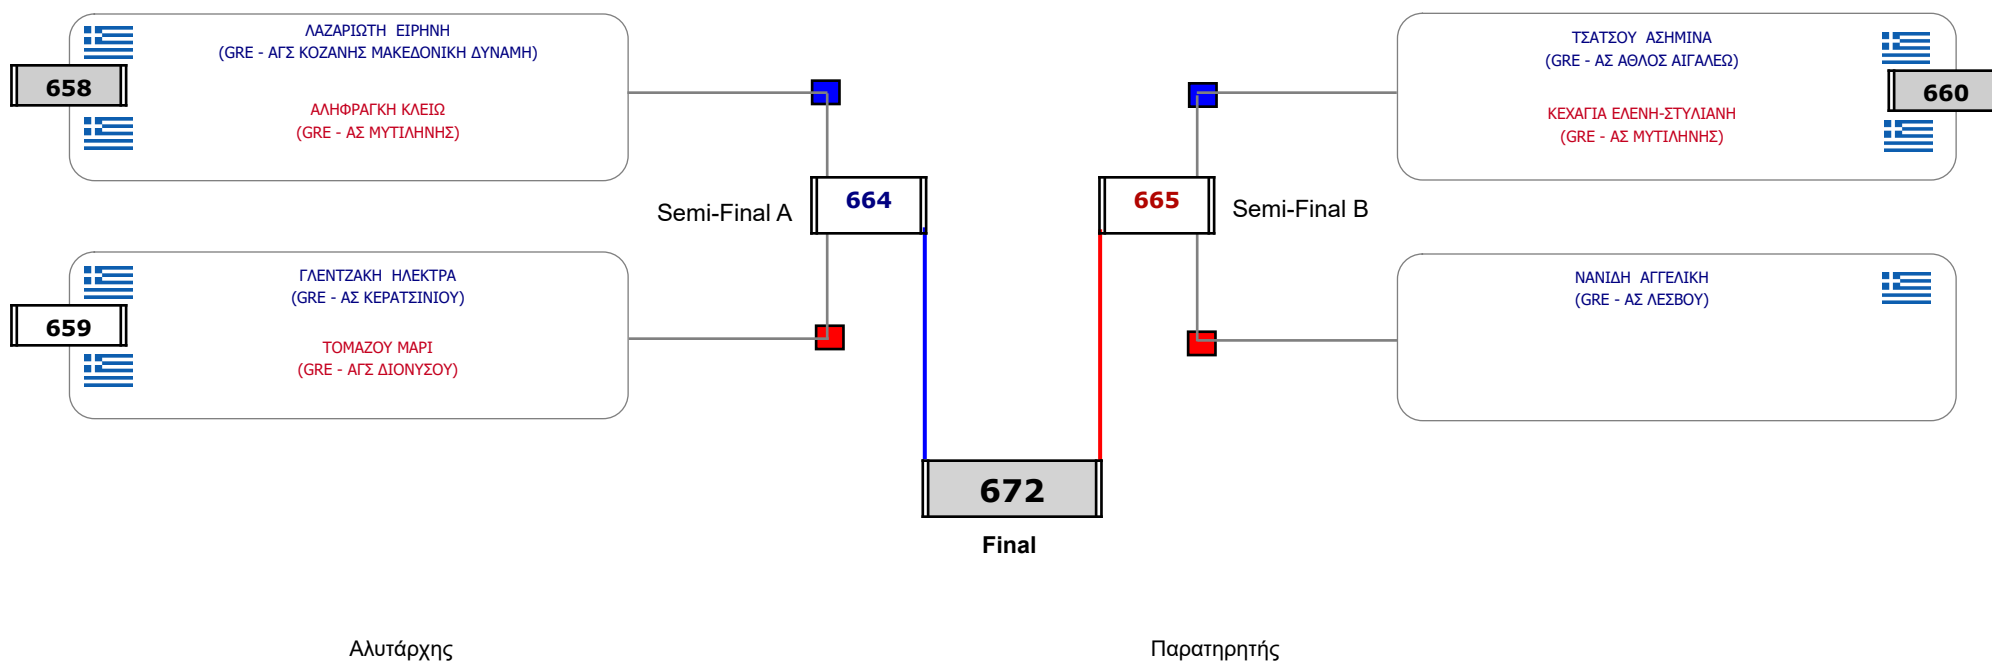 ΛΑΖΑΡΙΩΤΗ ΕΙΡΗΝΗ
(GRE - ΑΓΣ ΚΟΖΑΝΗΣ ΜΑΚΕΔΟΝΙΚΗ ΔΥΝΑΜΗ)
658
ΑΛΗΦΡΑΓΚΗ ΚΛΕΙΩ
(GRE - ΑΣ ΜΥΤΙΛΗΝΗΣ)
ΤΣΑΤΣΟΥ ΑΣΗΜΙΝΑ
(GRE - ΑΣ ΑΘΛΟΣ ΑΙΓΑΛΕΩ)
660
ΚΕΧΑΓΙΑ ΕΛΕΝΗ-ΣΤΥΛΙΑΝΗ
(GRE - ΑΣ ΜΥΤΙΛΗΝΗΣ)
Semi-Final A
664
665
Semi-Final B
ΓΛΕΝΤΖΑΚΗ ΗΛΕΚΤΡΑ
(GRE - ΑΣ ΚΕΡΑΤΣΙΝΙΟΥ)
659
ΤΟΜΑΖΟΥ ΜΑΡΙ
(GRE - ΑΓΣ ΔΙΟΝΥΣΟΥ)
ΝΑΝΙΔΗ ΑΓΓΕΛΙΚΗ
(GRE - ΑΣ ΛΕΣΒΟΥ)
672
Final
Αλυτάρχης
Παρατηρητής